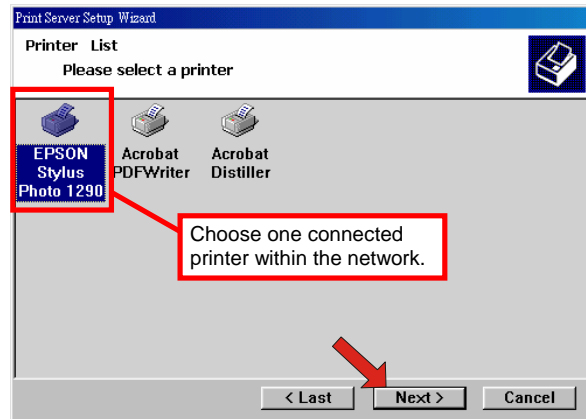 Print Server Setup Wizard
Printer List
Please select a printer
EPSON
Stylus
Photo 1290
Acrobat
PDFWriter
Acrobat
Distiller
Choose one connected
printer within the network.
< Last
Next >
Cancel